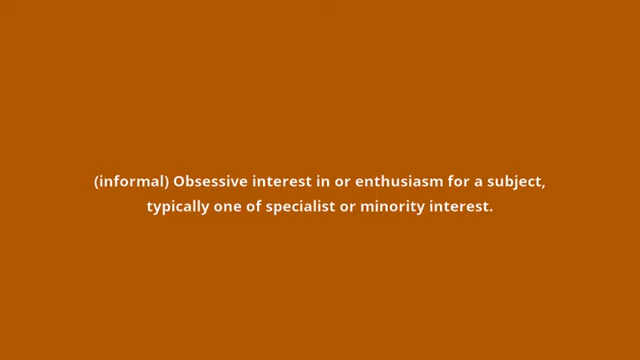 (informal) Obsessive interest in or enthusiasm for a subject,
typically one of specialist or minority interest.